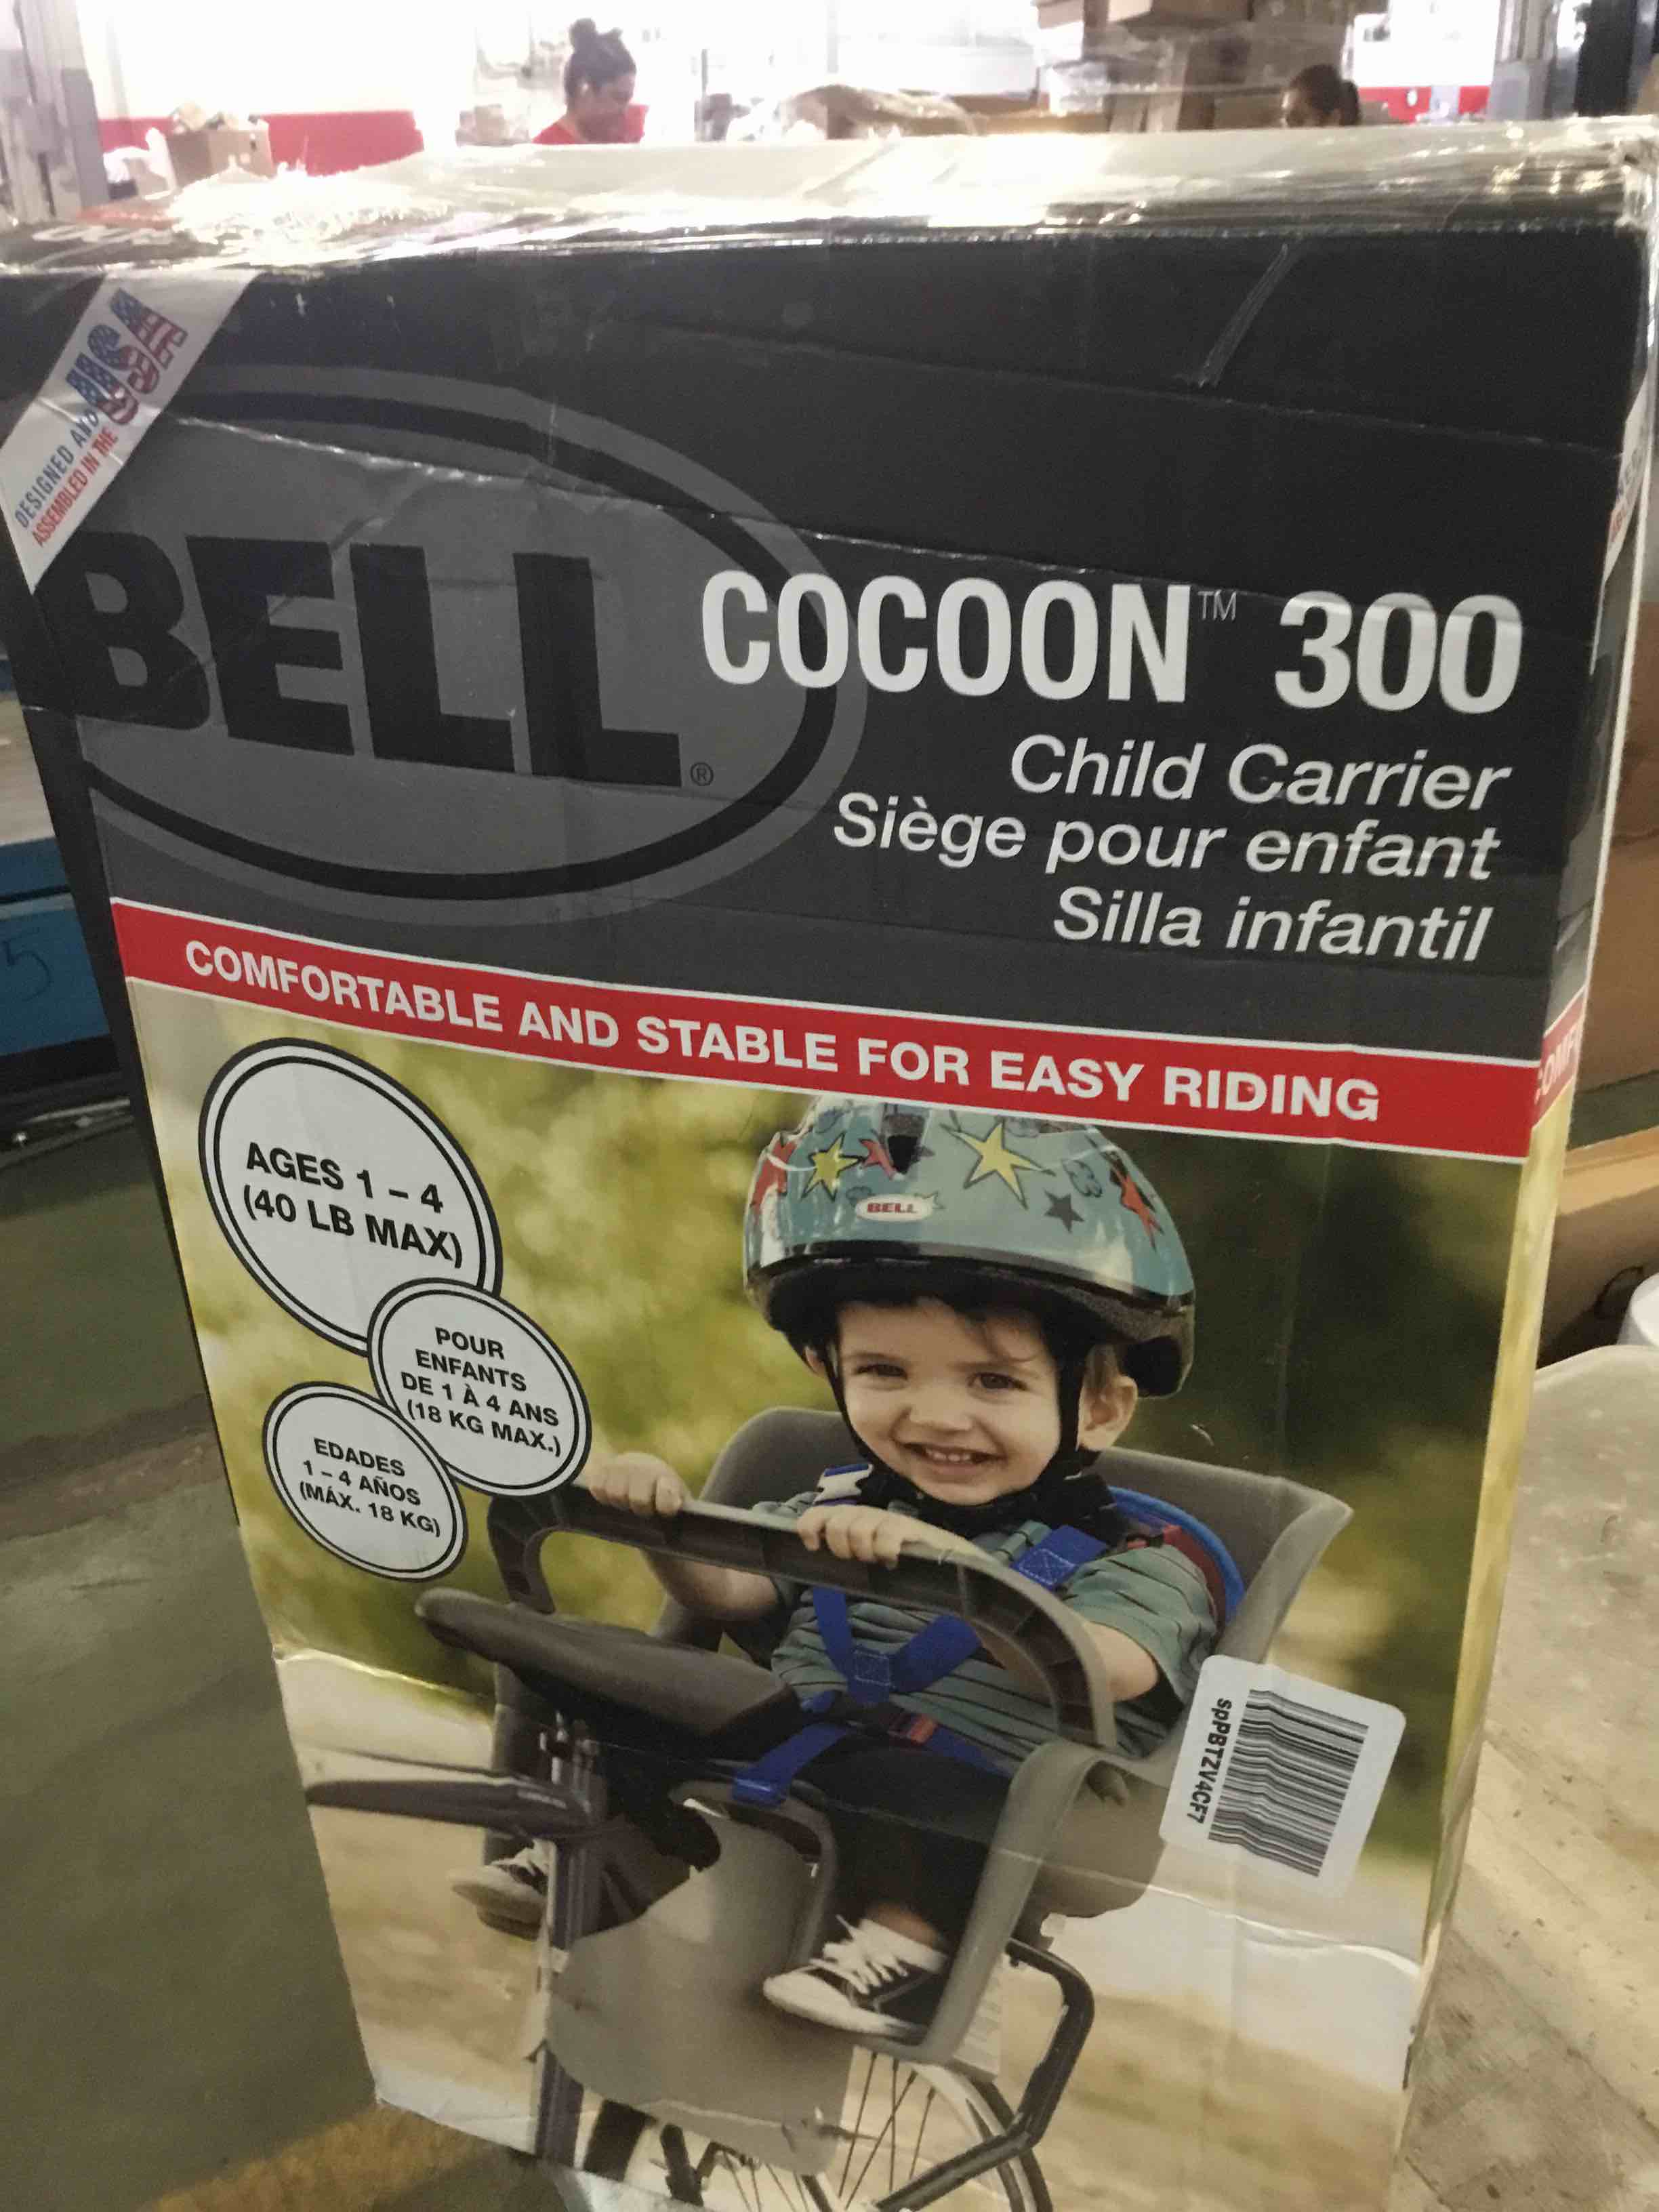 DESIGNED AND
ASSEMBLED IN THE
USA
BELL®
COCOON™ 300
Child Carrier
Siège pour enfant
Silla infantil
COMFORTABLE AND STABLE FOR EASY RIDING
AGES 1 – 4
(40 LB MAX)
POUR
ENFANTS
DE 1 À 4 ANS
(18 KG MAX.)
EDADES
1 – 4 AÑOS
(MÁX. 18 KG)
BELL
spPBTZV4CF7
5